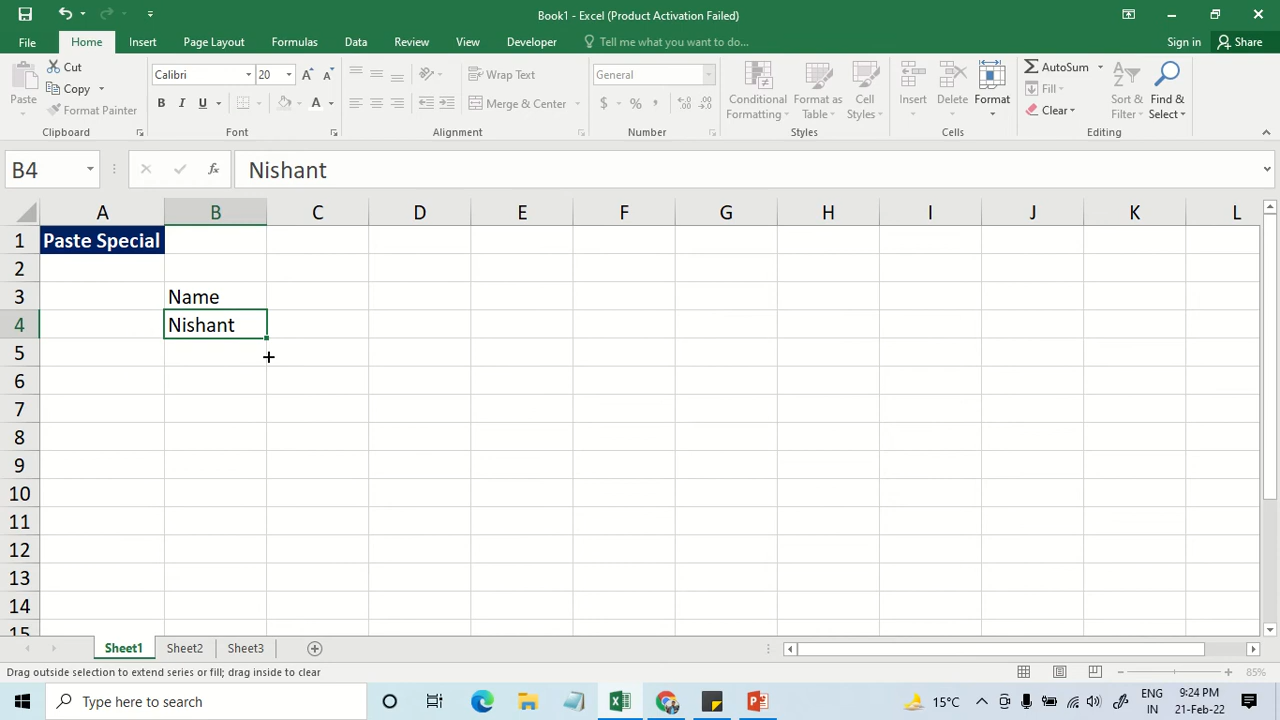 Book1 - Excel (Product Activation Failed)
File Home Insert Page Layout Formulas Data Review View Developer Tell me what you want to do... Sign in Share
Paste Cut Copy Format Painter
Calibri 20 B I U A A A
Wrap Text Merge & Center
General $ % ,
Conditional Formatting Format as Table Cell Styles
Insert Delete Format
AutoSum Fill Clear Sort & Filter Find & Select
Clipboard Font Alignment Number Styles Cells Editing
B4 fx Nishant
A B C D E F G H I J K L
1 Paste Special
2
3 Name
4 Nishant
5
6
7
8
9
10
11
12
13
14
15
Sheet1 Sheet2 Sheet3
Drag outside selection to extend series or fill; drag inside to clear 85%
Type here to search 15°C ENG IN 9:24 PM 21-Feb-22